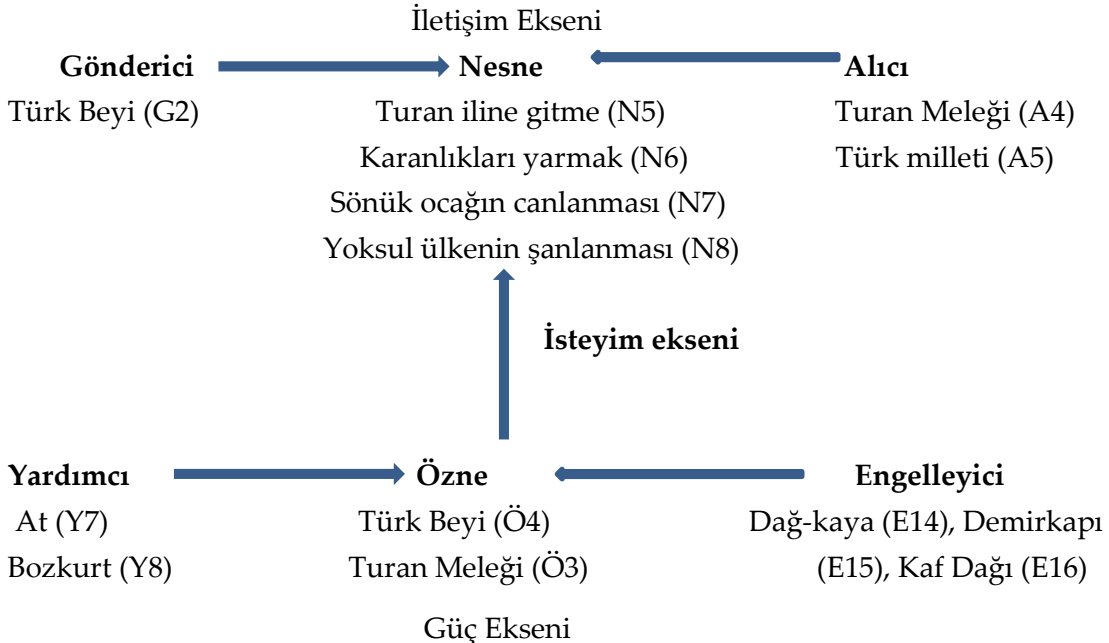 İletişim Ekseni
Gönderici Nesne Alıcı
Türk Beyi (G2) Turan iline gitme (N5) Turan Meleği (A4)
Karanlıkları yarmak (N6) Türk milleti (A5)
Sönük ocağın canlanması (N7)
Yoksul ülkenin şanlanması (N8)
İsteyim ekseni
Yardımcı Özne Engelleyici
At (Y7) Türk Beyi (Ö4) Dağ-kaya (E14), Demirkapı
Bozkurt (Y8) Turan Meleği (Ö3) (E15), Kaf Dağı (E16)
Güç Ekseni